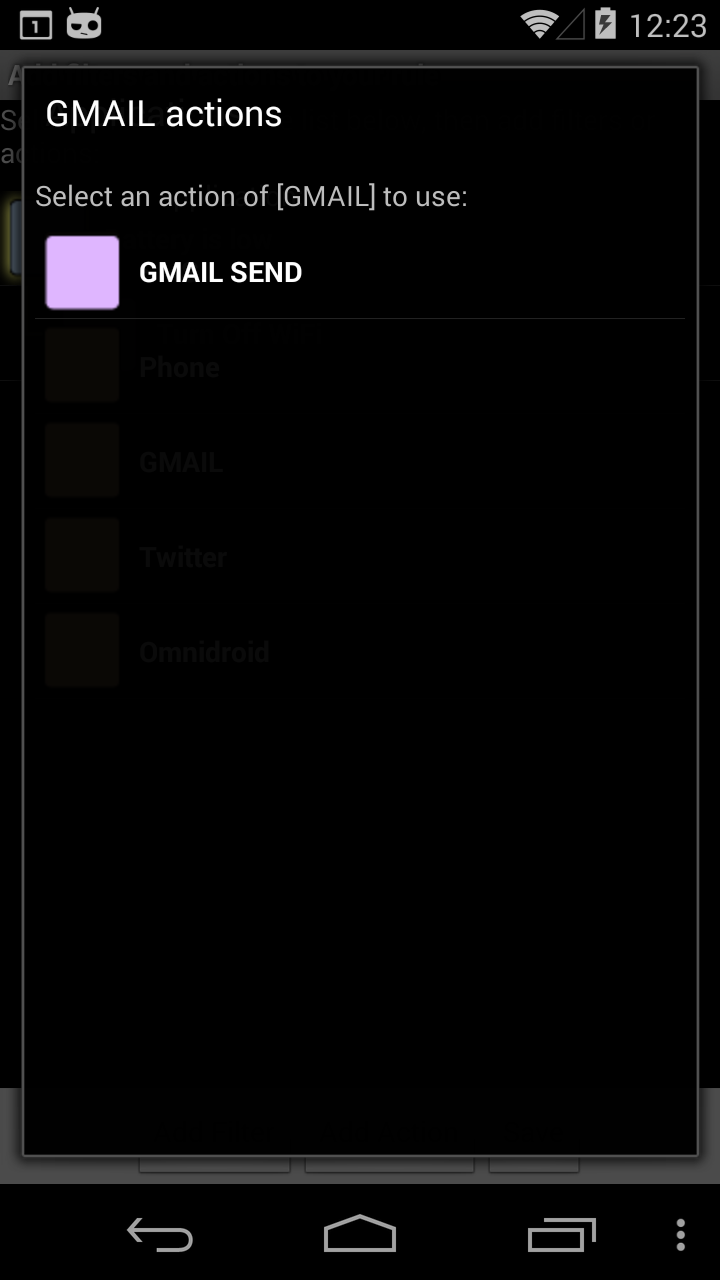 1
12:23
GMAIL actions
Select an action of [GMAIL] to use:
GMAIL SEND
Phone
GMAIL
Twitter
Omnidroid